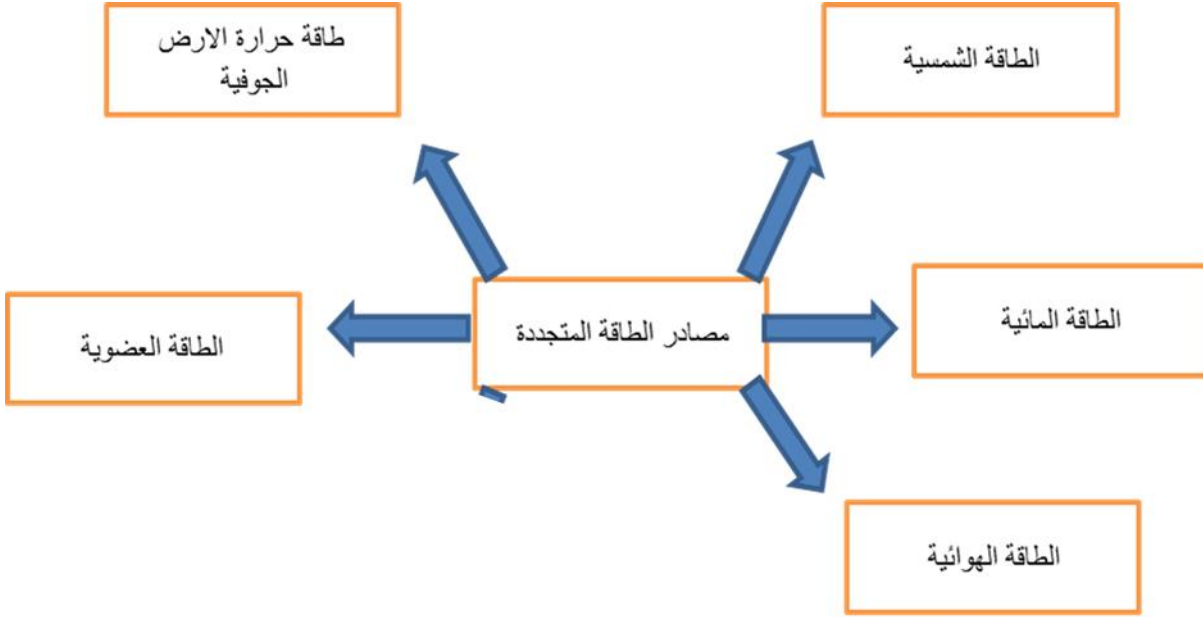 الطاقة الشمسية
طاقة حرارة الارض
الجوفية
الطاقة المائية
مصادر الطاقة المتجددة
الطاقة العضوية
الطاقة الهوائية